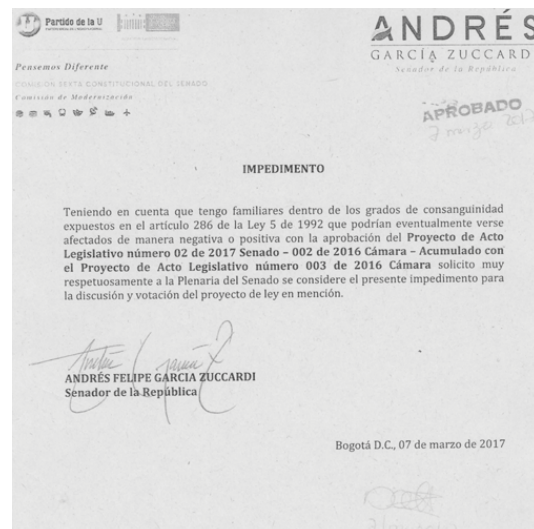 Partido de la U
ANDRÉS
GARCÍA ZUCCARD
Senador de la República
Pensemos Diferente
COMISIÓN SEXTA CONSTITUCIONAL DEL SENADO
Comisión de Modernización
APROBADO
7 marzo 2017
IMPEDIMENTO
Teniendo en cuenta que tengo familiares dentro de los grados de consanguinidad
expuestos en el artículo 286 de la Ley 5 de 1992 que podrían eventualmente verse
afectados de manera negativa o positiva con la aprobación del Proyecto de Acto
Legislativo número 02 de 2017 Senado – 002 de 2016 Cámara – Acumulado con
el Proyecto de Acto Legislativo número 003 de 2016 Cámara solicito muy
respetuosamente a la Plenaria del Senado se considere el presente impedimento para
la discusión y votación del proyecto de ley en mención.
ANDRÉS FELIPE GARCIA ZUCCARDI
Senador de la República
Bogotá D.C., 07 de marzo de 2017